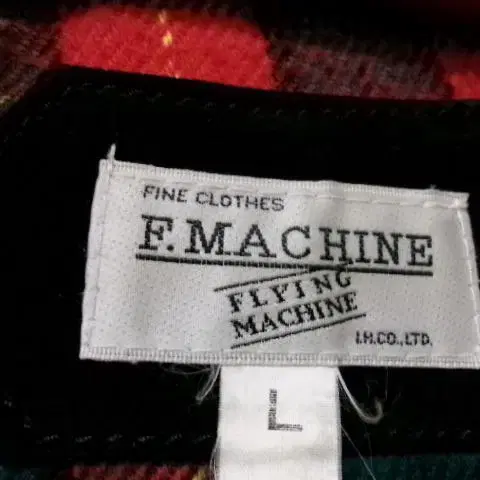 FINE CLOTHES
F.MACHINE
FLYING
MACHINE
I.H.CO.,LTD.
L